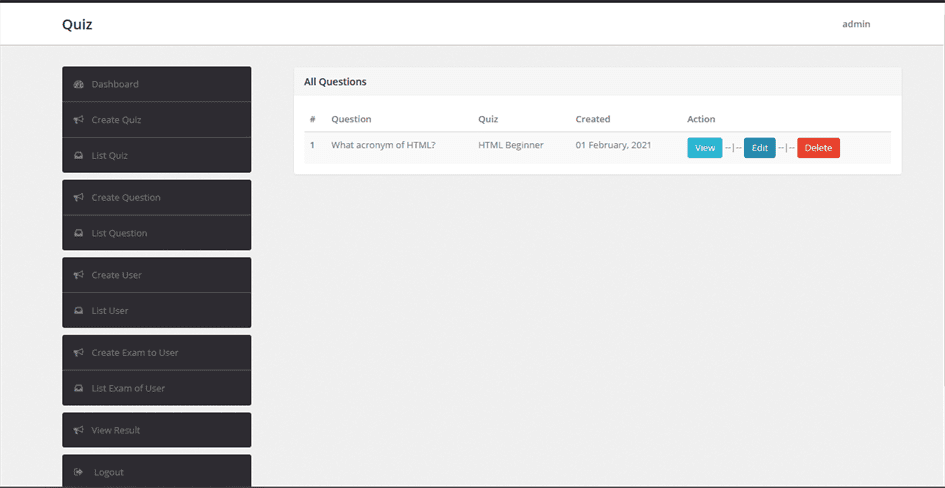 Quiz
admin
Dashboard
Create Quiz
List Quiz
Create Question
List Question
Create User
List User
Create Exam to User
List Exam of User
View Result
Logout
All Questions
# Question Quiz Created Action
1 What acronym of HTML? HTML Beginner 01 February, 2021 View --|-- Edit --|-- Delete